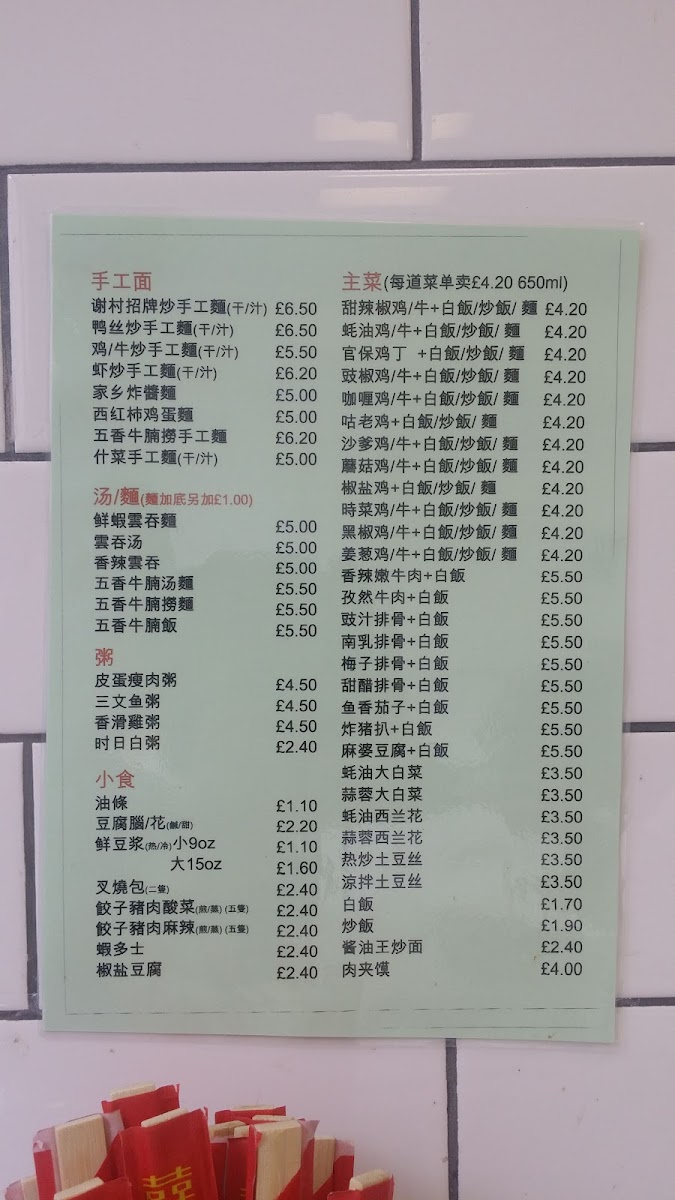 手工面
谢村招牌炒手工麵(干/汁) £6.50
鸭丝炒手工麵(干/汁) £6.50
鸡/牛炒手工麵(干/汁) £5.50
虾炒手工麵(干/汁) £6.20
家乡炸醬麵 £5.00
西红柿鸡蛋麵 £5.00
五香牛腩撈手工麵 £6.20
什菜手工麵(干/汁) £5.00
汤/麵(麵加底另加£1.00)
鲜蝦雲吞麵 £5.00
雲吞汤 £5.00
香辣雲吞 £5.00
五香牛腩汤麵 £5.50
五香牛腩撈麵 £5.50
五香牛腩飯 £5.50
粥
皮蛋瘦肉粥 £4.50
三文鱼粥 £4.50
香滑雞粥 £4.50
时日白粥 £2.40
小食
油條 £1.10
豆腐腦/花(鹹/甜) £2.20
鲜豆浆(热/冷)小9oz £1.10
大15oz £1.60
叉燒包(二隻) £2.40
餃子豬肉酸菜(煎/蒸)(五隻) £2.40
餃子豬肉麻辣(煎/蒸)(五隻) £2.40
蝦多士 £2.40
椒盐豆腐 £2.40
主菜(每道菜单卖£4.20 650ml)
甜辣椒鸡/牛+白飯/炒飯/ 麵 £4.20
蚝油鸡/牛+白飯/炒飯/ 麵 £4.20
官保鸡丁 +白飯/炒飯/ 麵 £4.20
豉椒鸡/牛+白飯/炒飯/ 麵 £4.20
咖喱鸡/牛+白飯/炒飯/ 麵 £4.20
咕老鸡+白飯/炒飯/ 麵 £4.20
沙爹鸡/牛+白飯/炒飯/ 麵 £4.20
蘑菇鸡/牛+白飯/炒飯/ 麵 £4.20
椒盐鸡+白飯/炒飯/ 麵 £4.20
時菜鸡/牛+白飯/炒飯/ 麵 £4.20
黑椒鸡/牛+白飯/炒飯/ 麵 £4.20
姜葱鸡/牛+白飯/炒飯/ 麵 £4.20
香辣嫩牛肉+白飯 £5.50
孜然牛肉+白飯 £5.50
豉汁排骨+白飯 £5.50
南乳排骨+白飯 £5.50
梅子排骨+白飯 £5.50
甜醋排骨+白飯 £5.50
鱼香茄子+白飯 £5.50
炸猪扒+白飯 £5.50
麻婆豆腐+白飯 £5.50
蚝油大白菜 £3.50
蒜蓉大白菜 £3.50
蚝油西兰花 £3.50
蒜蓉西兰花 £3.50
热炒土豆丝 £3.50
涼拌土豆丝 £3.50
白飯 £1.70
炒飯 £1.90
酱油王炒面 £2.40
肉夹馍 £4.00
囍